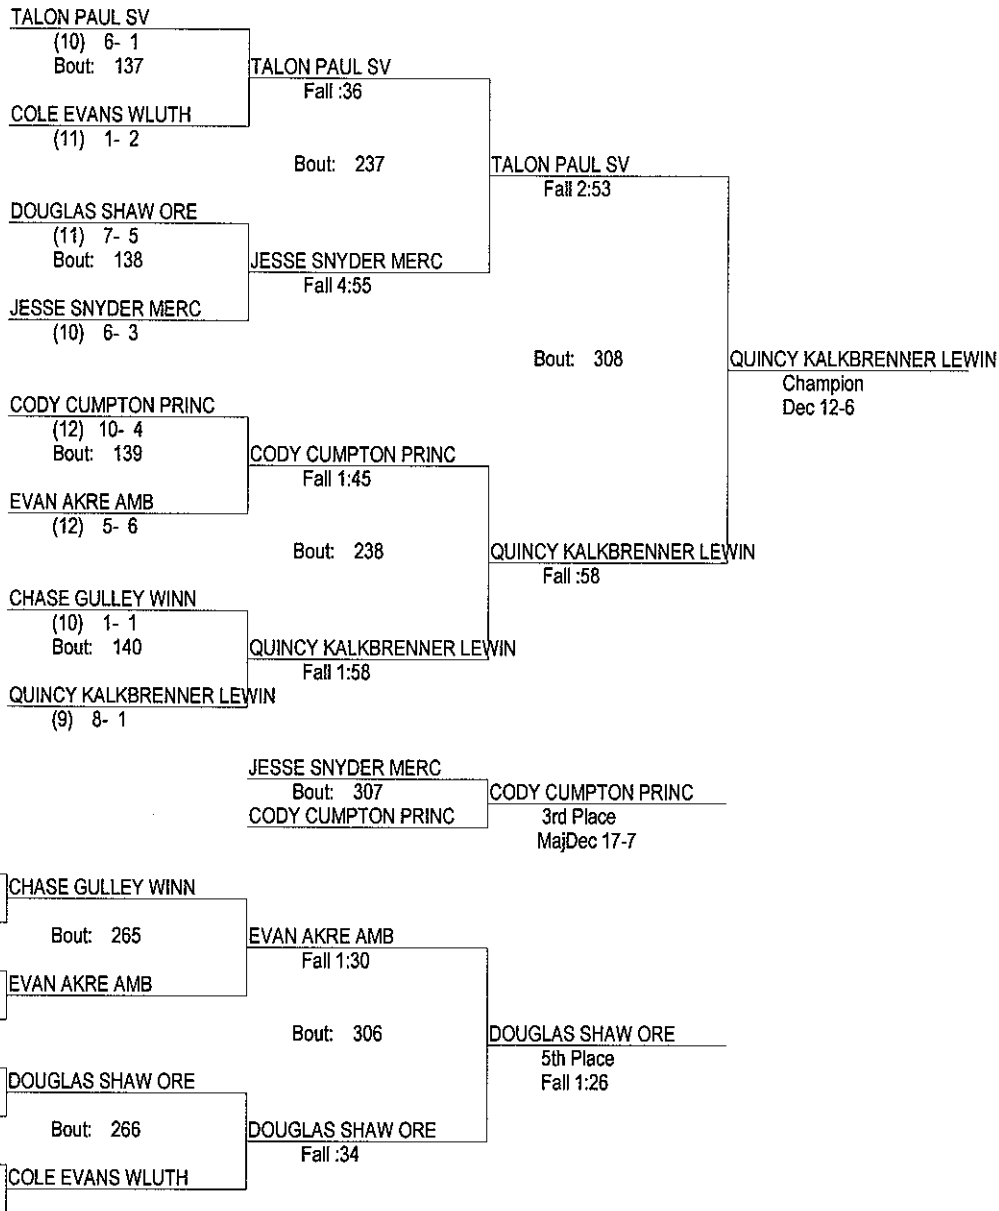 TALON PAUL SV
(10) 6- 1
Bout: 137
TALON PAUL SV
Fall :36
COLE EVANS WLUTH
(11) 1- 2
Bout: 237
TALON PAUL SV
Fall 2:53
DOUGLAS SHAW ORE
(11) 7- 5
Bout: 138
JESSE SNYDER MERC
Fall 4:55
JESSE SNYDER MERC
(10) 6- 3
Bout: 308
QUINCY KALKBRENNER LEWIN
Champion
Dec 12-6
CODY CUMPTON PRINC
(12) 10- 4
Bout: 139
CODY CUMPTON PRINC
Fall 1:45
EVAN AKRE AMB
(12) 5- 6
Bout: 238
QUINCY KALKBRENNER LEWIN
Fall :58
CHASE GULLEY WINN
(10) 1- 1
Bout: 140
QUINCY KALKBRENNER LEWIN
Fall 1:58
QUINCY KALKBRENNER LEWIN
(9) 8- 1
JESSE SNYDER MERC
Bout: 307
CODY CUMPTON PRINC
CODY CUMPTON PRINC
3rd Place
MajDec 17-7
CHASE GULLEY WINN
Bout: 265
EVAN AKRE AMB
Fall 1:30
EVAN AKRE AMB
Bout: 306
DOUGLAS SHAW ORE
5th Place
Fall 1:26
DOUGLAS SHAW ORE
Bout: 266
DOUGLAS SHAW ORE
Fall :34
COLE EVANS WLUTH